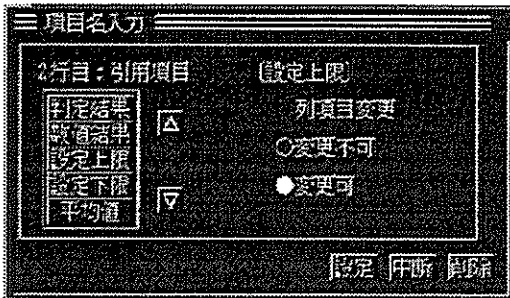 項目名入力
2行目:引用項目
[設定上限]
判定結果
数値結果
設定上限
設定下限
平均値
△
▽
列項目変更
変更不可
変更可
設定 中断 削除